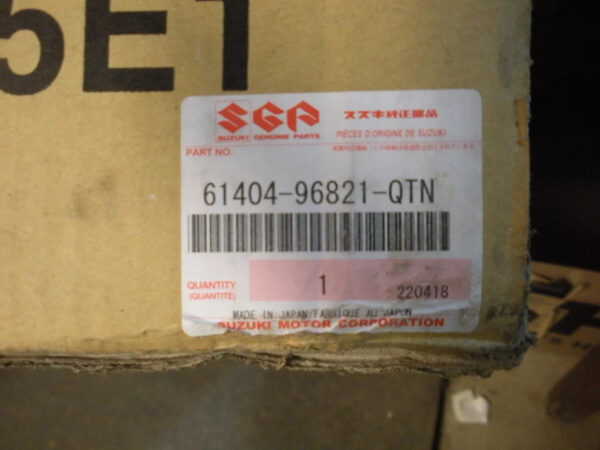 5E1
SGP
SUZUKI GENUINE PARTS
スズキ純正部品
PIÈCES D'ORIGINE DE SUZUKI
PART NO.
61404-96821-QTN
QUANTITY
(QUANTITÉ)
1
220418
MADE IN JAPAN/FABRIQUE AU JAPON
SUZUKI MOTOR CORPORATION